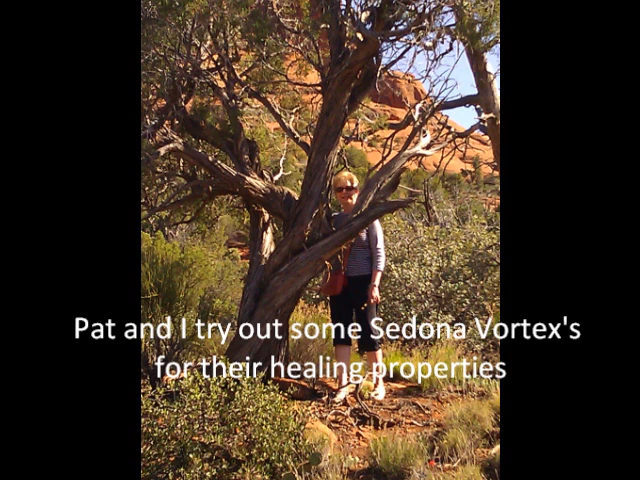 Pat and I try out some Sedona Vortex's
for their healing properties